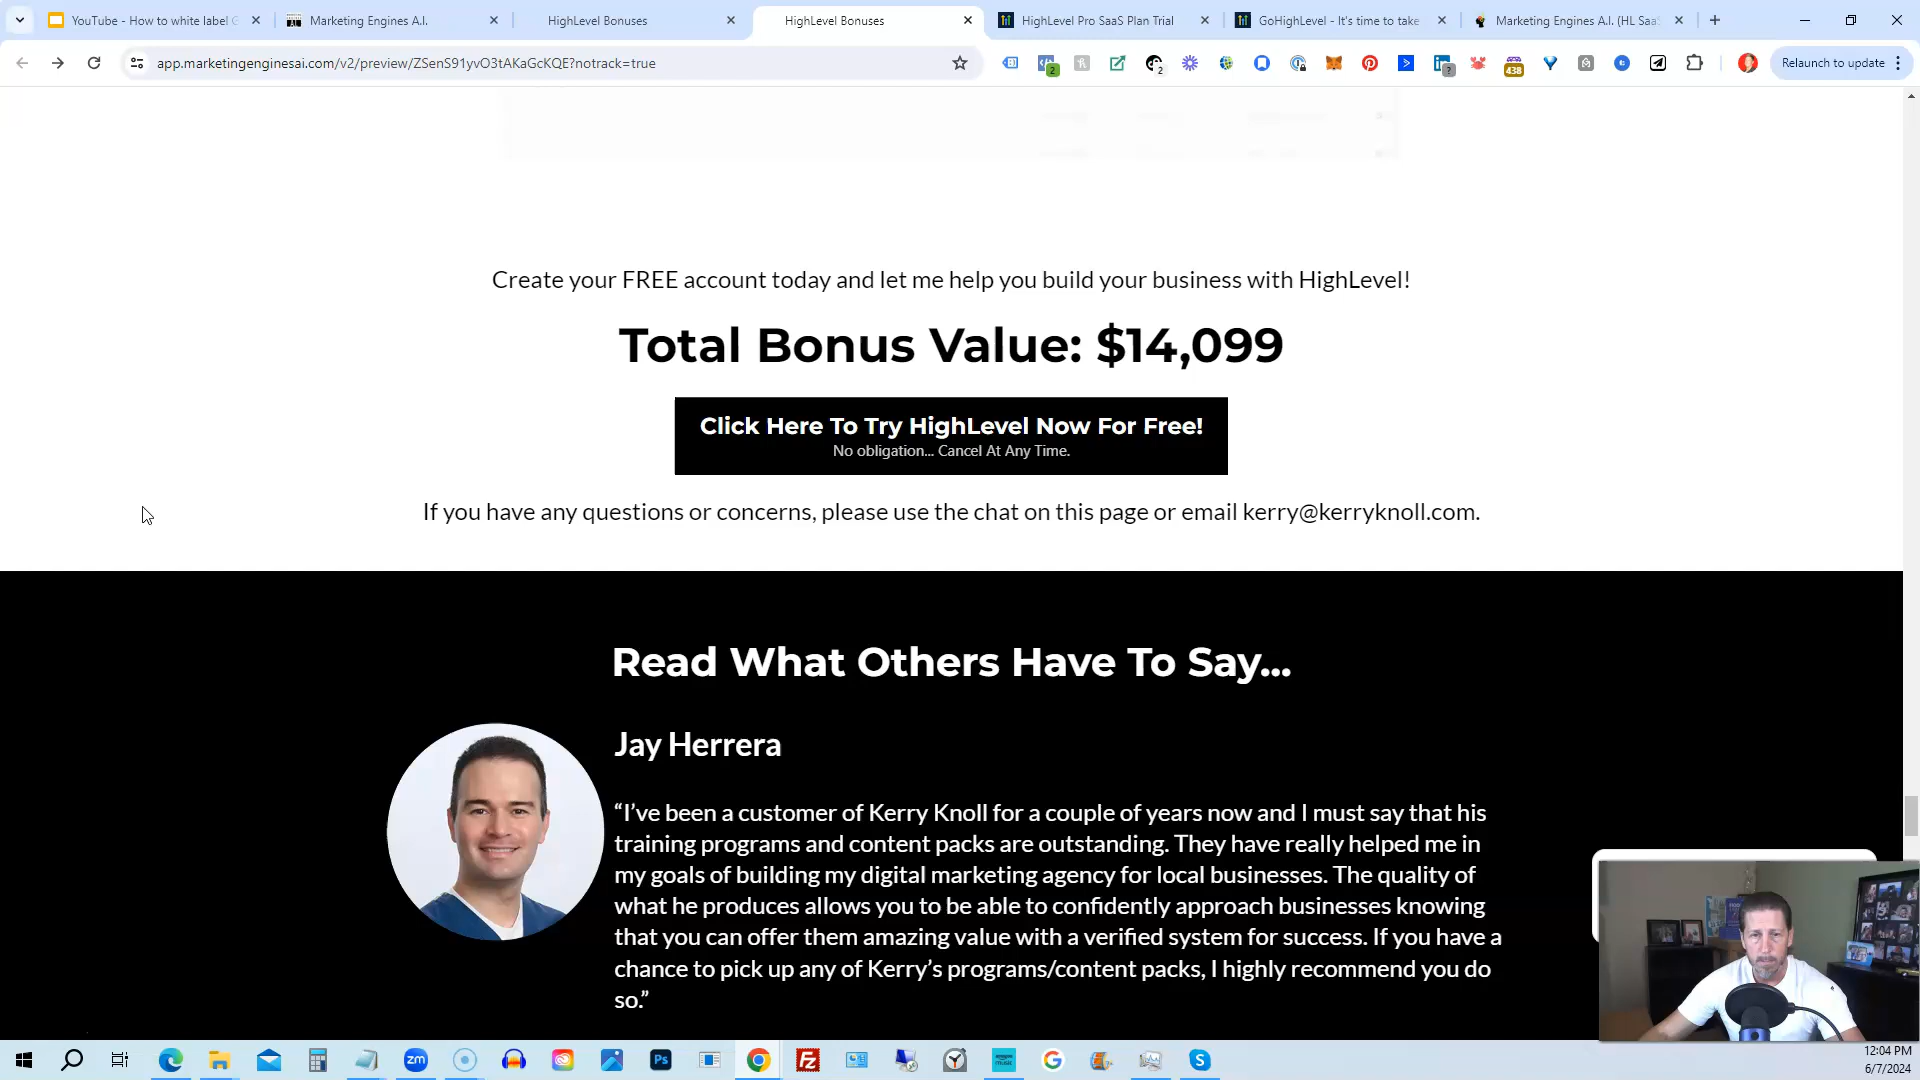 YouTube - How to white label G
Marketing Engines A.I.
HighLevel Bonuses
HighLevel Bonuses
HighLevel Pro SaaS Plan Trial
GoHighLevel - It's time to take
Marketing Engines A.I. (HL SaaS
app.marketingenginesai.com/v2/preview/ZSenS91yvO3tAKaGcKQE?notrack=true
2
2
?
438
Relaunch to update
Create your FREE account today and let me help you build your business with HighLevel!
Total Bonus Value: $14,099
Click Here To Try HighLevel Now For Free!
No obligation... Cancel At Any Time.
If you have any questions or concerns, please use the chat on this page or email kerry@kerryknoll.com.
Read What Others Have To Say...
Jay Herrera
“I’ve been a customer of Kerry Knoll for a couple of years now and I must say that his
training programs and content packs are outstanding. They have really helped me in
my goals of building my digital marketing agency for local businesses. The quality of
what he produces allows you to be able to confidently approach businesses knowing
that you can offer them amazing value with a verified system for success. If you have a
chance to pick up any of Kerry’s programs/content packs, I highly recommend you do
so.”
zm
Ps
12:04 PM
6/7/2024